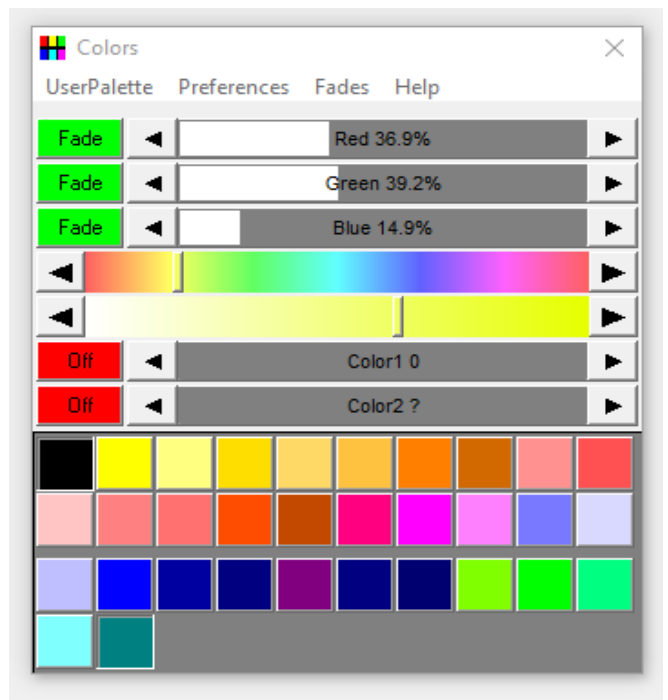 Colors
UserPalette Preferences Fades Help
Fade Red 36.9%
Fade Green 39.2%
Fade Blue 14.9%
Off Color1 0
Off Color2 ?